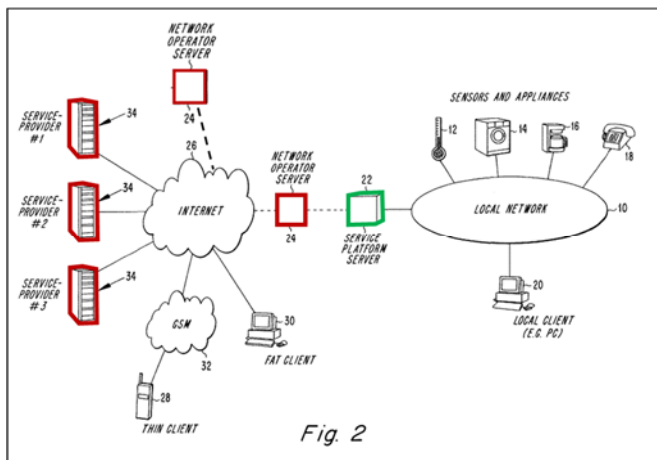 NETWORK
OPERATOR
SERVER
24
SERVICE-
PROVIDER
#1
34
SERVICE-
PROVIDER
#2
34
SERVICE-
PROVIDER
#3
34
26
INTERNET
NETWORK
OPERATOR
SERVER
24
22
SERVICE
PLATFORM
SERVER
SENSORS AND APPLIANCES
12
14
16
18
LOCAL NETWORK
10
20
LOCAL CLIENT
(E.G. PC)
30
FAT CLIENT
GSM
32
28
THIN CLIENT
Fig. 2